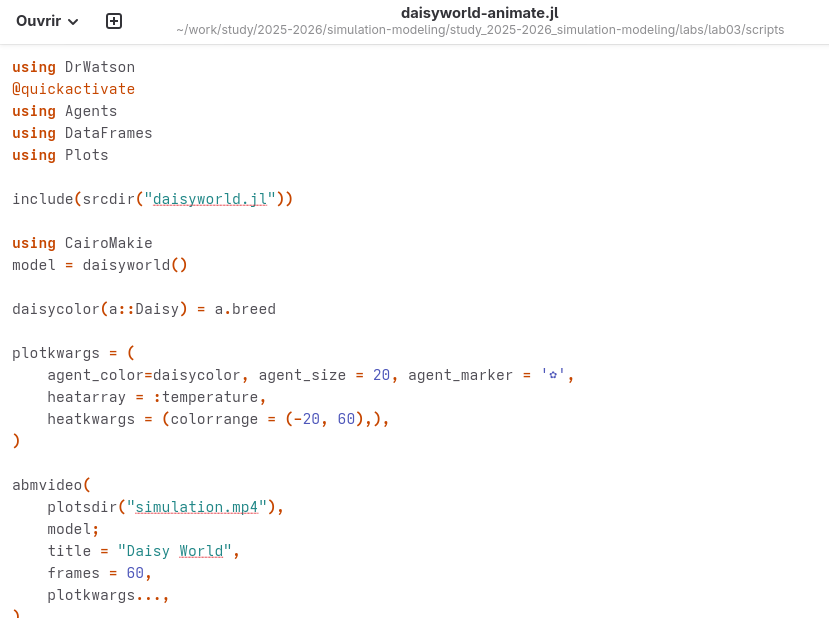 Ouvrir
daisyworld-animate.jl
~/work/study/2025-2026/simulation-modeling/study_2025-2026_simulation-modeling/labs/lab03/scripts
using DrWatson
@quickactivate
using Agents
using DataFrames
using Plots

include(srcdir("daisyworld.jl"))

using CairoMakie
model = daisyworld()

daisycolor(a::Daisy) = a.breed

plotkwargs = (
    agent_color=daisycolor, agent_size = 20, agent_marker = '✿',
    heatarray = :temperature,
    heatkwargs = (colorrange = (-20, 60),),
)

abmvideo(
    plotsdir("simulation.mp4"),
    model;
    title = "Daisy World",
    frames = 60,
    plotkwargs...,
)